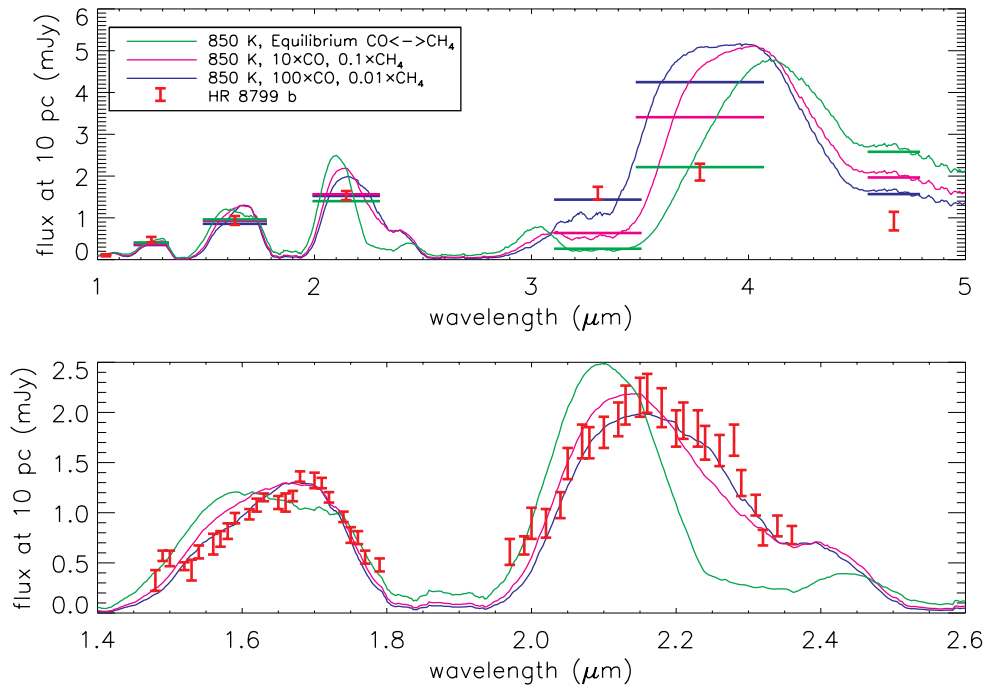 850 K, Equilibrium CO<->CH4
850 K, 10×CO, 0.1×CH4
850 K, 100×CO, 0.01×CH4
HR 8799 b
flux at 10 pc (mJy)
6
5
4
3
2
1
0
1 2 3 4 5
wavelength (μm)
flux at 10 pc (mJy)
2.5
2.0
1.5
1.0
0.5
0.0
1.4 1.6 1.8 2.0 2.2 2.4 2.6
wavelength (μm)